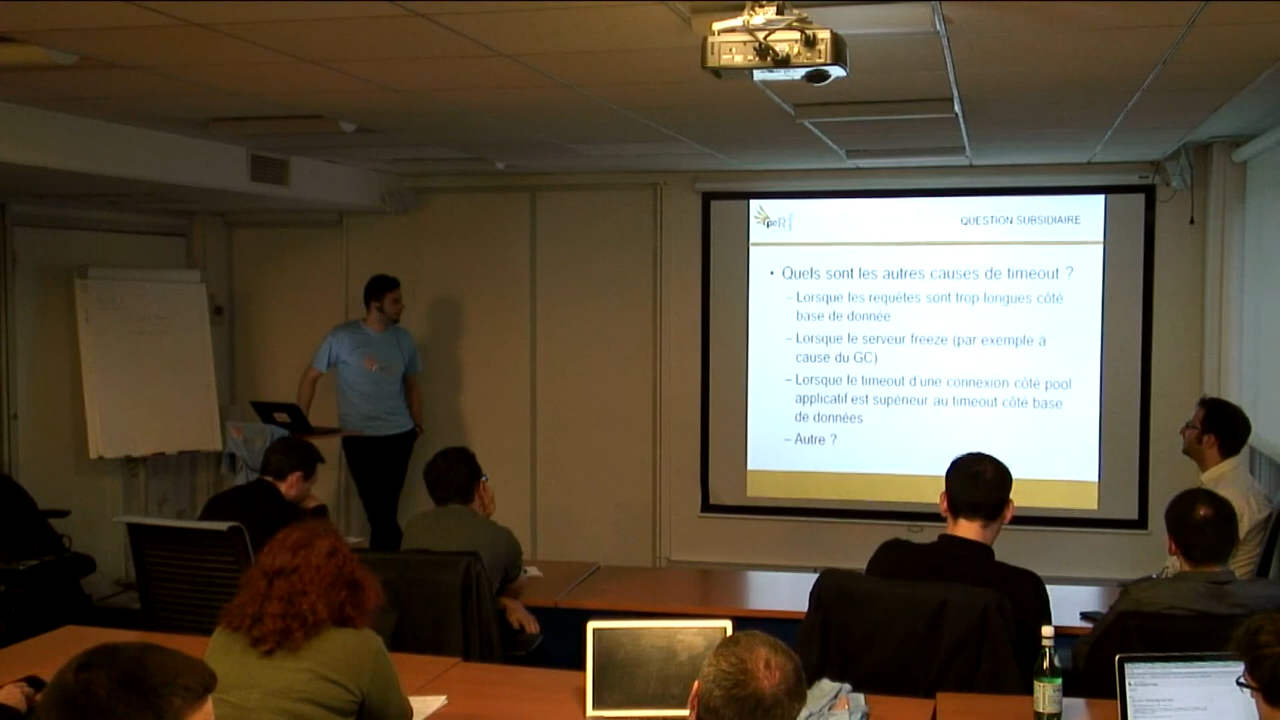 ipeR
QUESTION SUBSIDIAIRE
• Quels sont les autres causes de timeout ?
– Lorsque les requêtes sont trop longues côté
base de donnée
– Lorsque le serveur freeze (par exemple à
cause du GC)
– Lorsque le timeout d'une connexion côté pool
applicatif est supérieur au timeout côté base
de données
– Autre ?